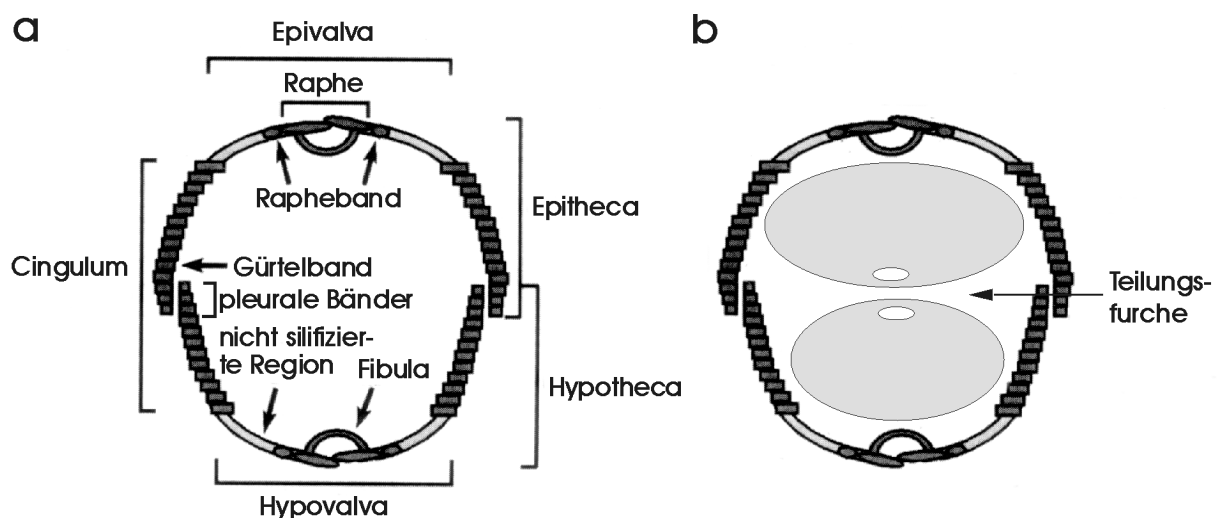 a
Epivalva
Raphe
Rapheband
Epitheca
Cingulum
Gürtelband
pleurale Bänder
nicht silifizier-
te Region
Fibula
Hypotheca
Hypovalva
b
Teilungs-
furche